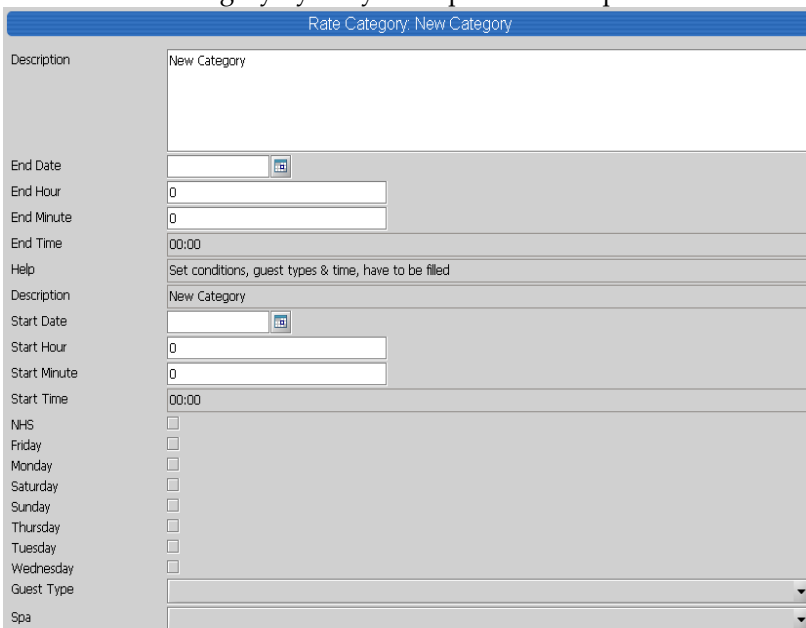 Rate Category: New Category
Description New Category
End Date
End Hour 0
End Minute 0
End Time 00:00
Help Set conditions, guest types & time, have to be filled
Description New Category
Start Date
Start Hour 0
Start Minute 0
Start Time 00:00
NHS
Friday
Monday
Saturday
Sunday
Thursday
Tuesday
Wednesday
Guest Type
Spa